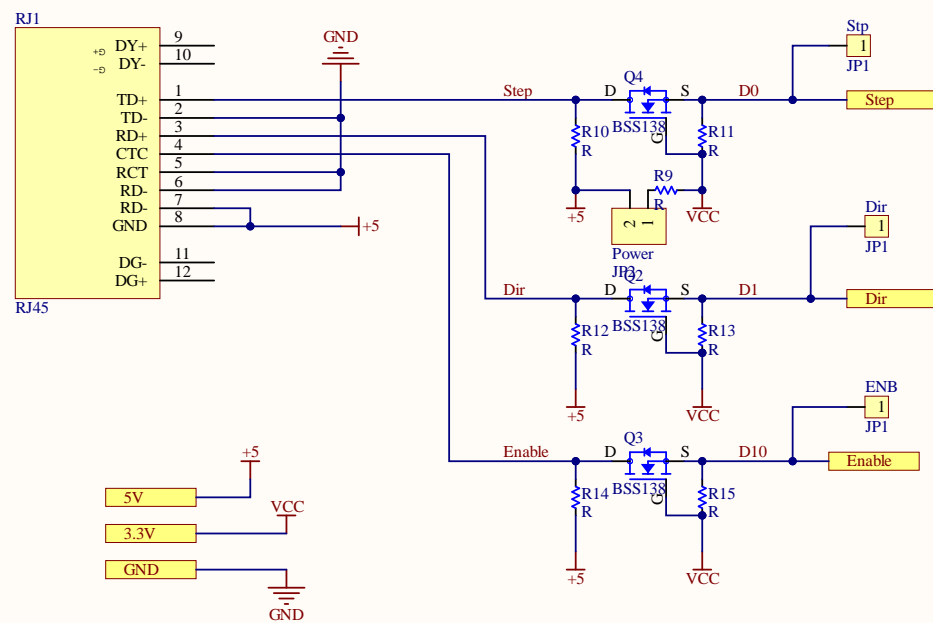 RJ1
DY+ 9
DY- 10
TD+ 1
TD- 2
RD+ 3
CTC 4
RCT 5
RD- 6
RD- 7
GND 8
DG- 11
DG+ 12
RJ45
GND
+5
Step
Q4
D S
BSS138
G
R10
R
R11
R
D0
Stp
1
JP1
Step
+5
R9
R
VCC
2 1
Power
JP2
Dir
Q2
D S
BSS138
G
R12
R
R13
R
D1
Dir
1
JP1
Dir
+5
VCC
Enable
Q3
D S
BSS138
G
R14
R
R15
R
D10
ENB
1
JP1
Enable
+5
VCC
+5
5V
VCC
3.3V
GND
GND